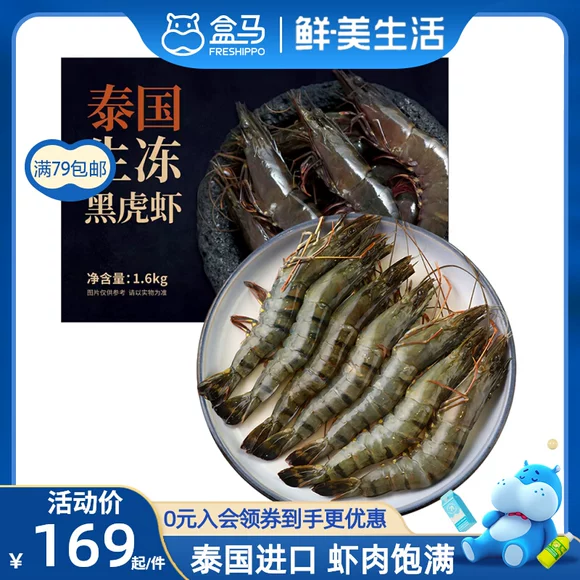 盒马 鲜·美生活
FRESHIPPO
泰国
生冻
黑虎虾
满79包邮
净含量:1.6kg
图片仅供参考 请以实物为准
活动价
¥169起/件
0元入会领券到手更优惠
泰国进口 虾肉饱满